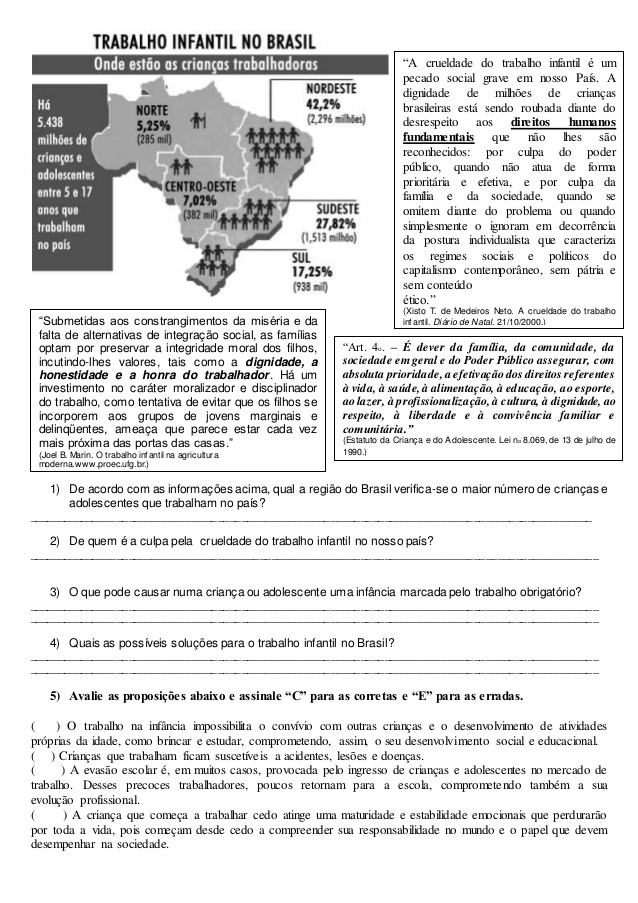 TRABALHO INFANTIL NO BRASIL
Onde estão as crianças trabalhadoras
Há
5.438
milhões de
crianças e
adolescentes
entre 5 e 17
anos que
trabalham
no país
NORTE
5,25%
(285 mil)
NORDESTE
42,2%
(2,296 milhões)
CENTRO-OESTE
7,02%
(382 mil)
SUDESTE
27,82%
(1,513 milhão)
SUL
17,25%
(938 mil)
“A crueldade do trabalho infantil é um
pecado social grave em nosso País. A
dignidade de milhões de crianças
brasileiras está sendo roubada diante do
desrespeito aos direitos humanos
fundamentais que não lhes são
reconhecidos: por culpa do poder
público, quando não atua de forma
prioritária e efetiva, e por culpa da
família e da sociedade, quando se
omitem diante do problema ou quando
simplesmente o ignoram em decorrência
da postura individualista que caracteriza
os regimes sociais e políticos do
capitalismo contemporâneo, sem pátria e
sem conteúdo
ético.”
(Xisto T. de Medeiros Neto. A crueldade do trabalho
infantil. Diário de Natal. 21/10/2000.)
“Submetidas aos constrangimentos da miséria e da
falta de alternativas de integração social, as famílias
optam por preservar a integridade moral dos filhos,
incutindo-lhes valores, tais como a dignidade, a
honestidade e a honra do trabalhador. Há um
investimento no caráter moralizador e disciplinador
do trabalho, como tentativa de evitar que os filhos se
incorporem aos grupos de jovens marginais e
delinqüentes, ameaça que parece estar cada vez
mais próxima das portas das casas.”
(Joel B. Marin. O trabalho infantil na agricultura
moderna.www.proec.ufg.br.)
“Art. 4o. – É dever da família, da comunidade, da
sociedade em geral e do Poder Público assegurar, com
absoluta prioridade, a efetivação dos direitos referentes
à vida, à saúde, à alimentação, à educação, ao esporte,
ao lazer, à profissionalização, à cultura, à dignidade, ao
respeito, à liberdade e à convivência familiar e
comunitária.”
(Estatuto da Criança e do Adolescente. Lei no 8.069, de 13 de julho de
1990.)
1) De acordo com as informações acima, qual a região do Brasil verifica-se o maior número de crianças e
adolescentes que trabalham no país?
2) De quem é a culpa pela crueldade do trabalho infantil no nosso país?
3) O que pode causar numa criança ou adolescente uma infância marcada pelo trabalho obrigatório?
4) Quais as possíveis soluções para o trabalho infantil no Brasil?
5) Avalie as proposições abaixo e assinale “C” para as corretas e “E” para as erradas.
( ) O trabalho na infância impossibilita o convívio com outras crianças e o desenvolvimento de atividades
próprias da idade, como brincar e estudar, comprometendo, assim, o seu desenvolvimento social e educacional.
( ) Crianças que trabalham ficam suscetíveis a acidentes, lesões e doenças.
( ) A evasão escolar é, em muitos casos, provocada pelo ingresso de crianças e adolescentes no mercado de
trabalho. Desses precoces trabalhadores, poucos retornam para a escola, comprometendo também a sua
evolução profissional.
( ) A criança que começa a trabalhar cedo atinge uma maturidade e estabilidade emocionais que perdurarão
por toda a vida, pois começam desde cedo a compreender sua responsabilidade no mundo e o papel que devem
desempenhar na sociedade.